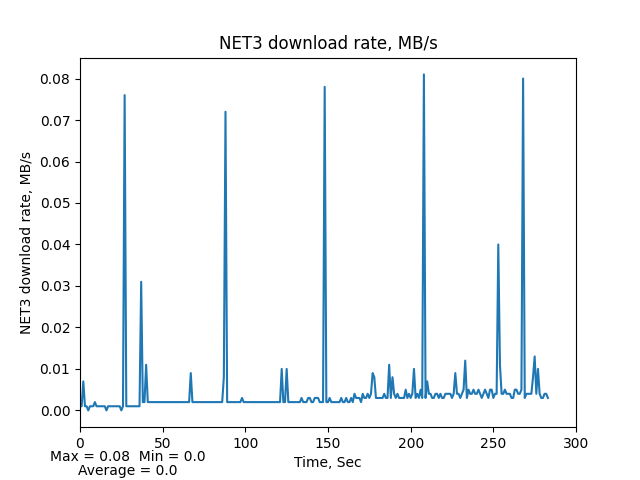 NET3 download rate, MB/s
NET3 download rate, MB/s
0.08
0.07
0.06
0.05
0.04
0.03
0.02
0.01
0.00
0 50 100 150 200 250 300
Time, Sec
Max = 0.08 Min = 0.0
Average = 0.0